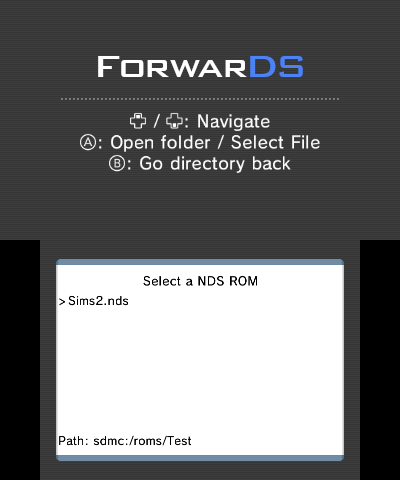 FORWARDS
/ : Navigate
Ⓐ: Open folder / Select File
Ⓑ: Go directory back
Select a NDS ROM
>Sims2.nds
Path: sdmc:/roms/Test